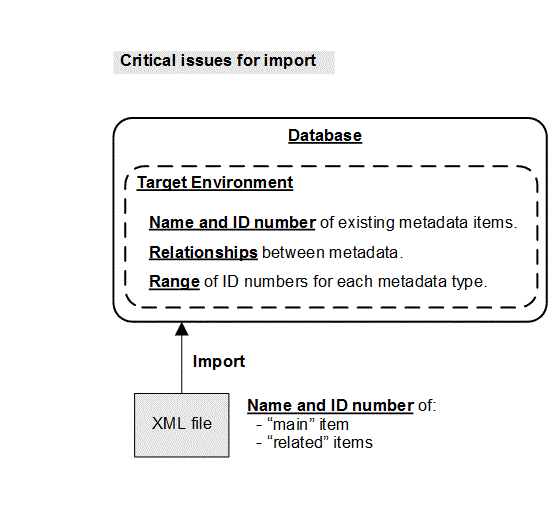 Critical issues for import
Database
Target Environment
Name and ID number of existing metadata items.
Relationships between metadata.
Range of ID numbers for each metadata type.
Import
XML file
Name and ID number of:
- “main” item
- “related” items